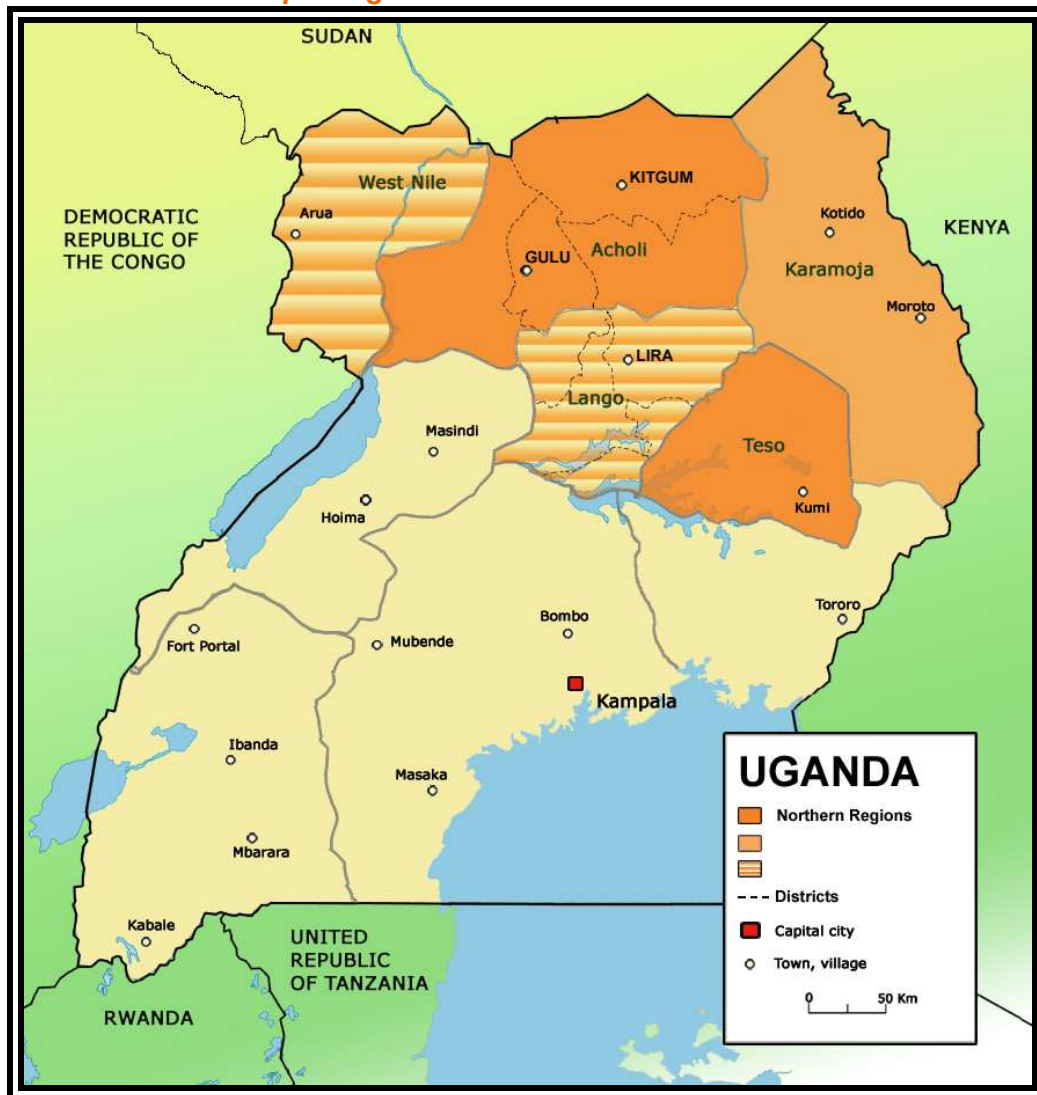 SUDAN
West Nile
KITGUM
Arua
DEMOCRATIC
REPUBLIC OF
THE CONGO
Kotido
KENYA
Acholi
GULU
Karamoja
Moroto
LIRA
Lango
Masindi
Teso
Kumi
Hoima
Tororo
Bombo
Fort Portal
Mubende
Kampala
Ibanda
Masaka
Mbarara
Kabale
UNITED
REPUBLIC
OF TANZANIA
RWANDA
UGANDA
Northern Regions
Districts
Capital city
Town, village
0 50 Km